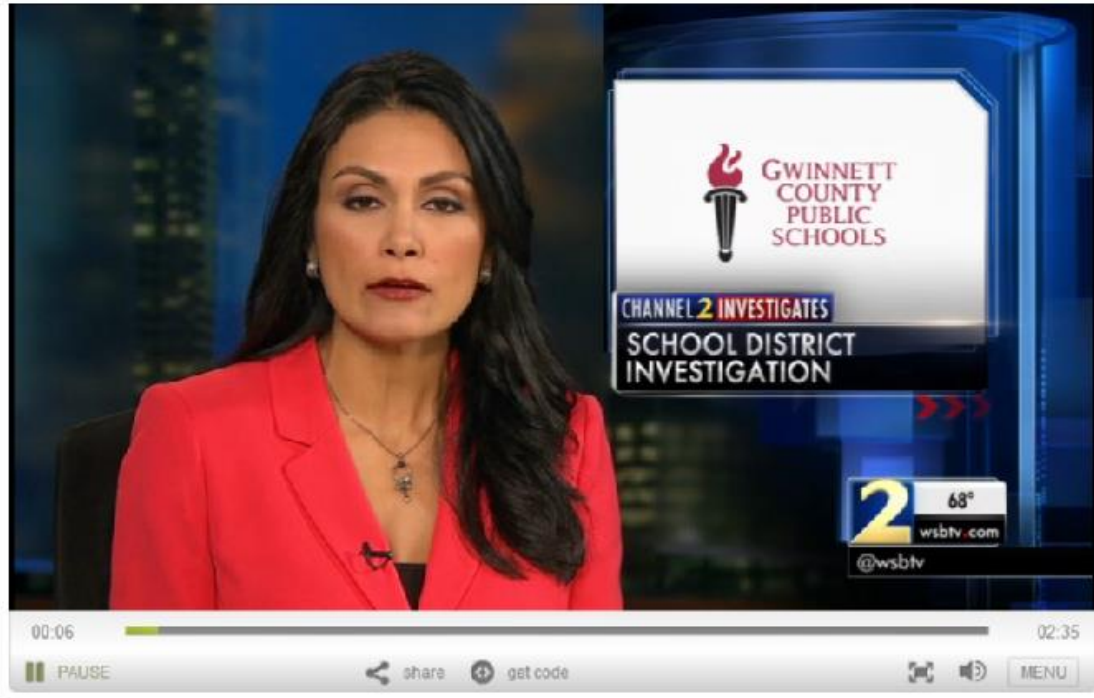 GWINNETT
COUNTY
PUBLIC
SCHOOLS
CHANNEL 2 INVESTIGATES
SCHOOL DISTRICT
INVESTIGATION
2
68°
wsbtv.com
@wsbtv
00:06
02:35
PAUSE
share
get code
MENU